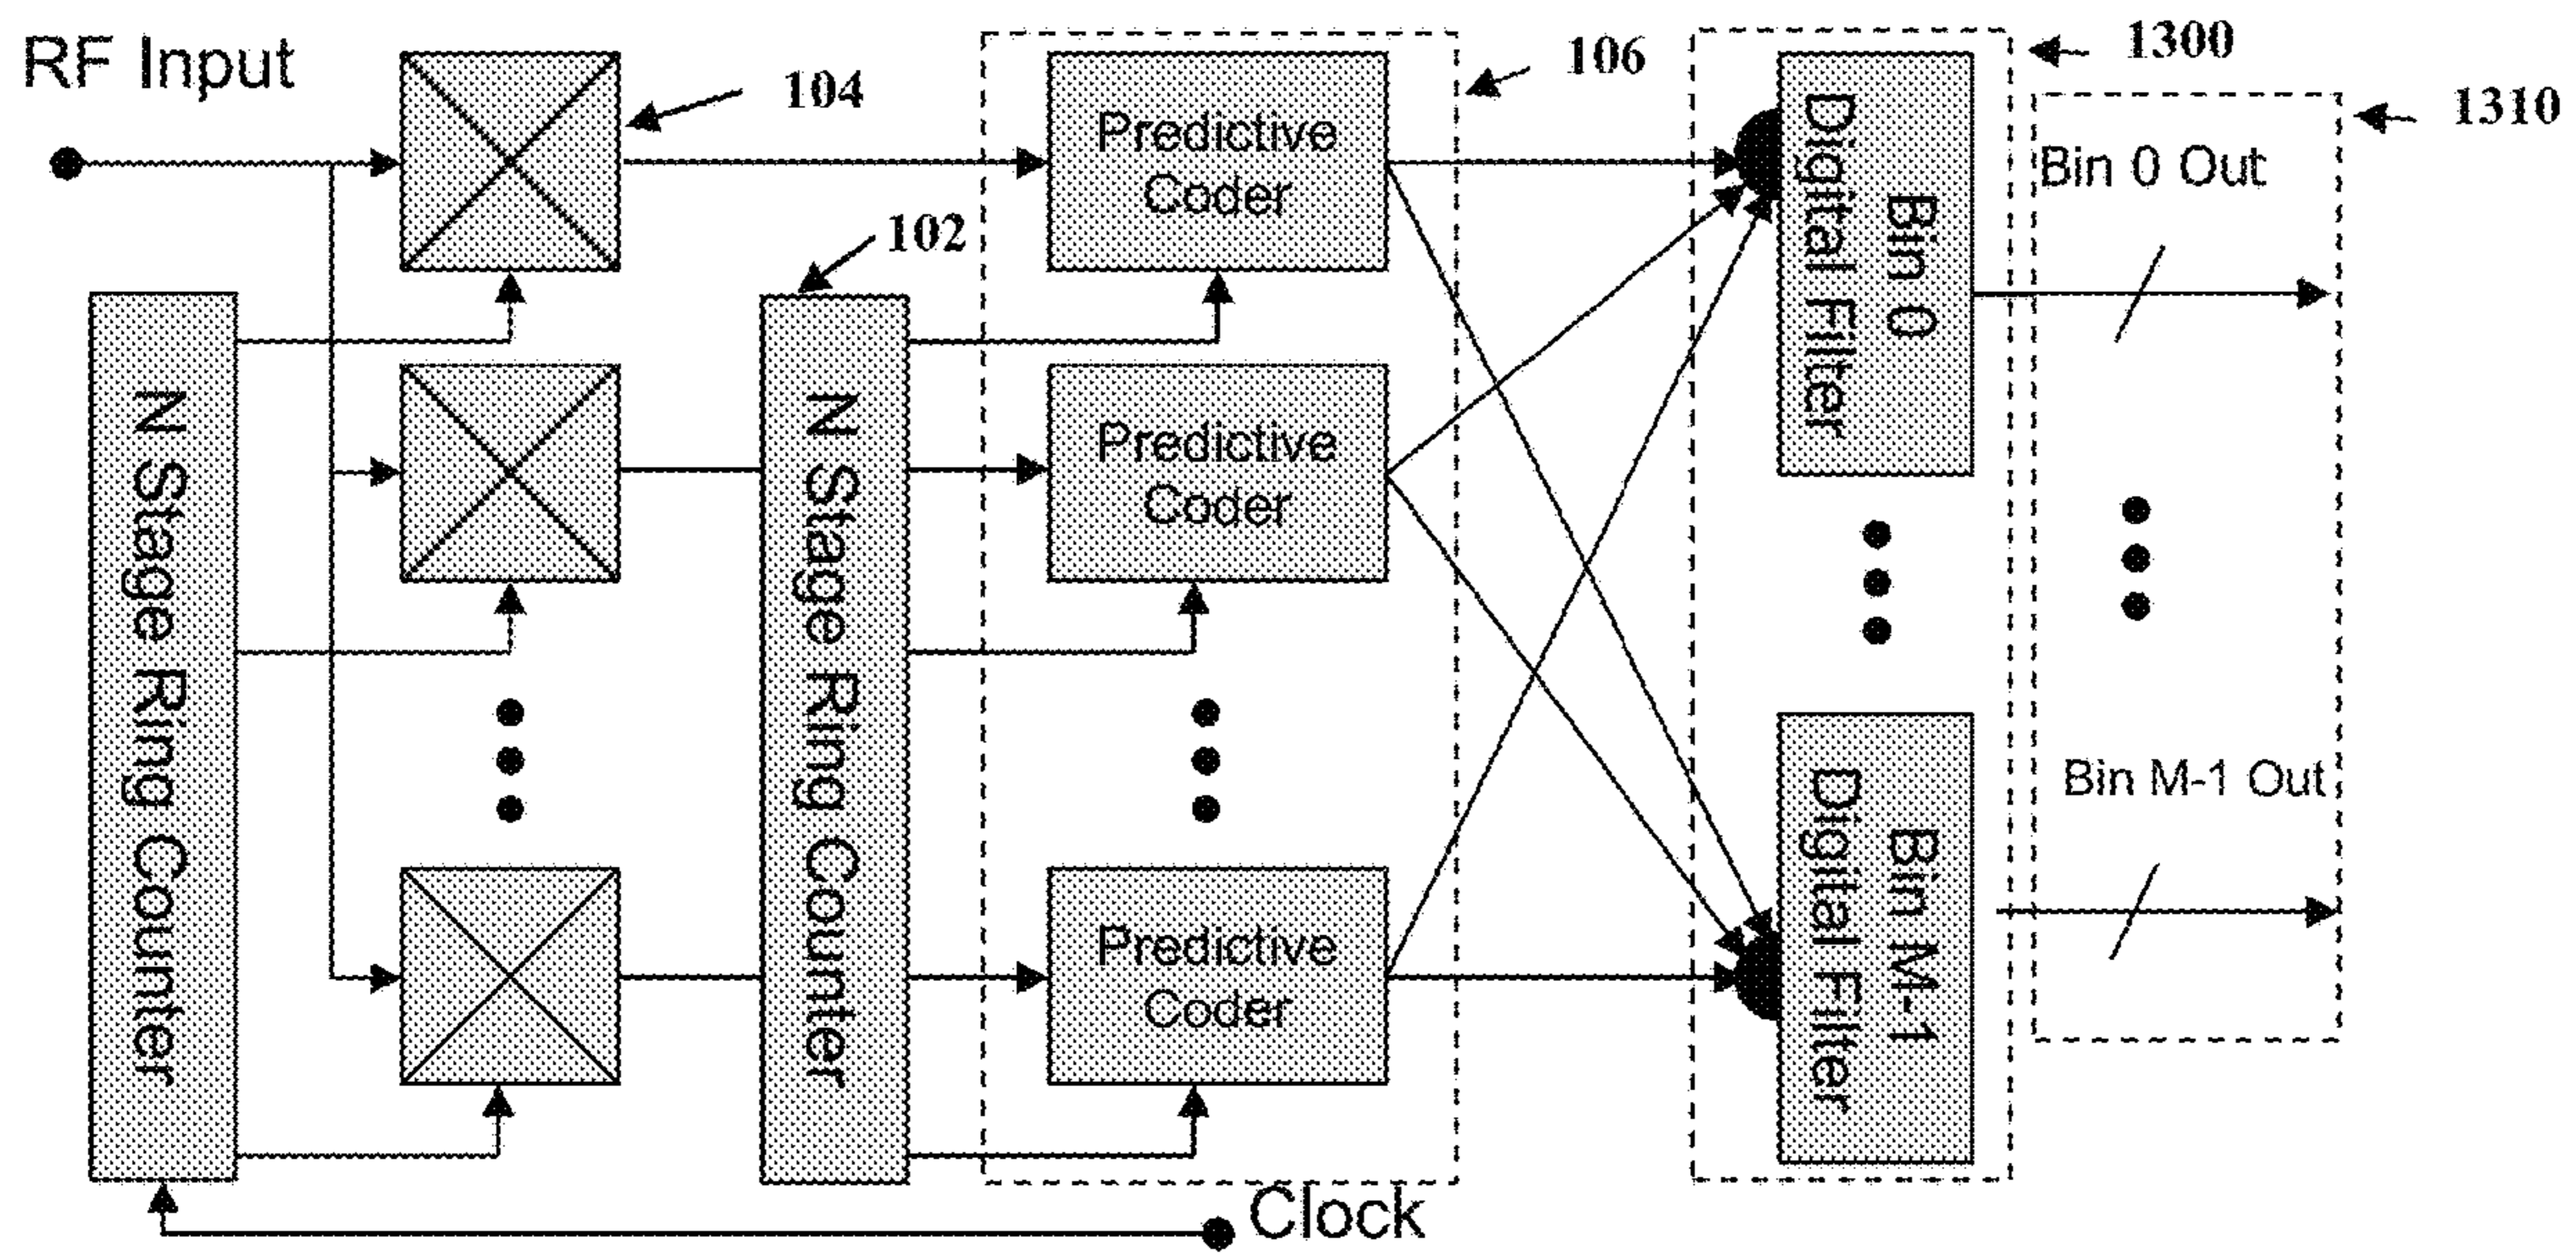 RF Input
104
106
1300
1310
Predictive
Coder
Bin 0
Digital Filter
Bin 0 Out
102
N Stage Ring Counter
N Stage Ring Counter
Predictive
Coder
Bin M-1 Out
Predictive
Coder
Bin M-1
Digital Filter
Clock